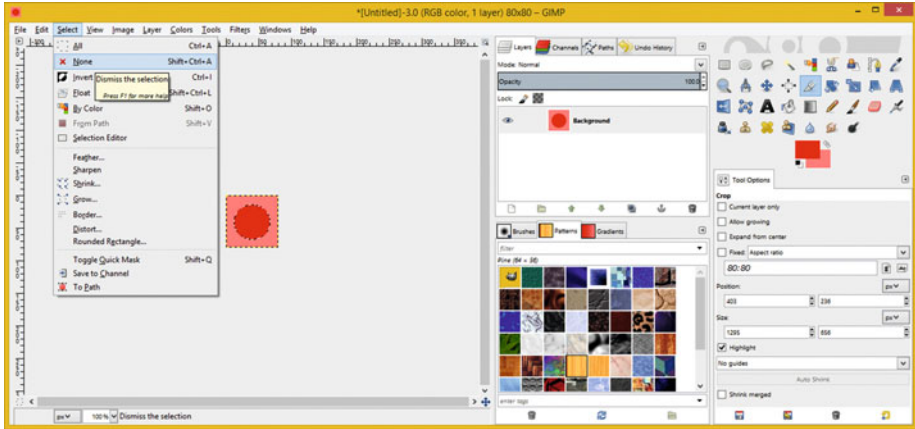 *[Untitled]-3.0 (RGB color, 1 layer) 80x80 – GIMP
File Edit Select View Image Layer Colors Tools Filters Windows Help
All Ctrl+A
None Shift+Ctrl+A
Invert Ctrl+I
Dismiss the selection
Press F1 for more help
Float Shift+Ctrl+L
By Color Shift+O
From Path Shift+V
Selection Editor
Feather...
Sharpen
Shrink...
Grow...
Border...
Distort...
Rounded Rectangle...
Toggle Quick Mask Shift+Q
Save to Channel
To Path
px 100% Dismiss the selection
Layers Channels Paths Undo History
Mode: Normal
Opacity 100.0
Lock:
Background
Brushes Patterns Gradients
filter
Pine (64 × 56)
enter tags
Tool Options
Crop
Current layer only
Allow growing
Expand from center
Fixed: Aspect ratio
80:80
Position: px
403 238
Size: px
1295 656
Highlight
No guides
Auto Shrink
Shrink merged